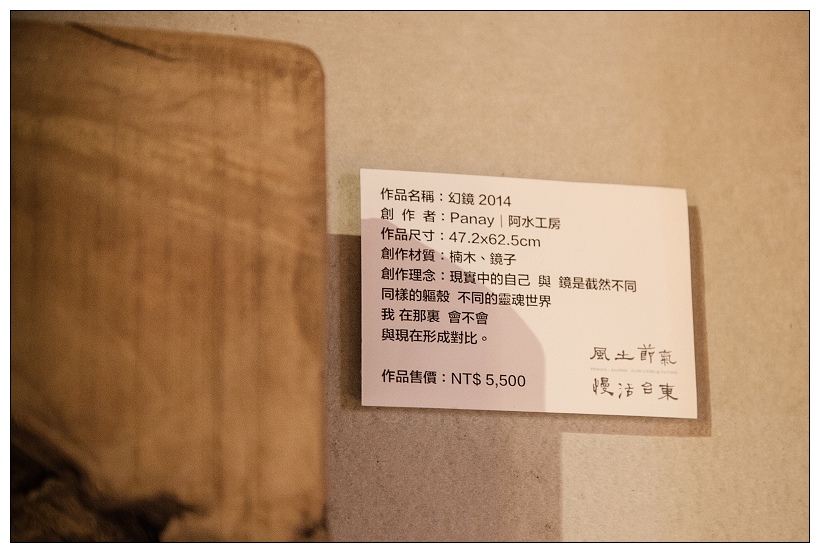 作品名稱：幻鏡 2014
創 作 者：Panay｜阿水工房
作品尺寸：47.2x62.5cm
創作材質：楠木、鏡子
創作理念：現實中的自己 與 鏡是截然不同
同樣的軀殼 不同的靈魂世界
我 在那裏 會不會
與現在形成對比。
作品售價：NT$ 5,500
風土節氣
慢活台東